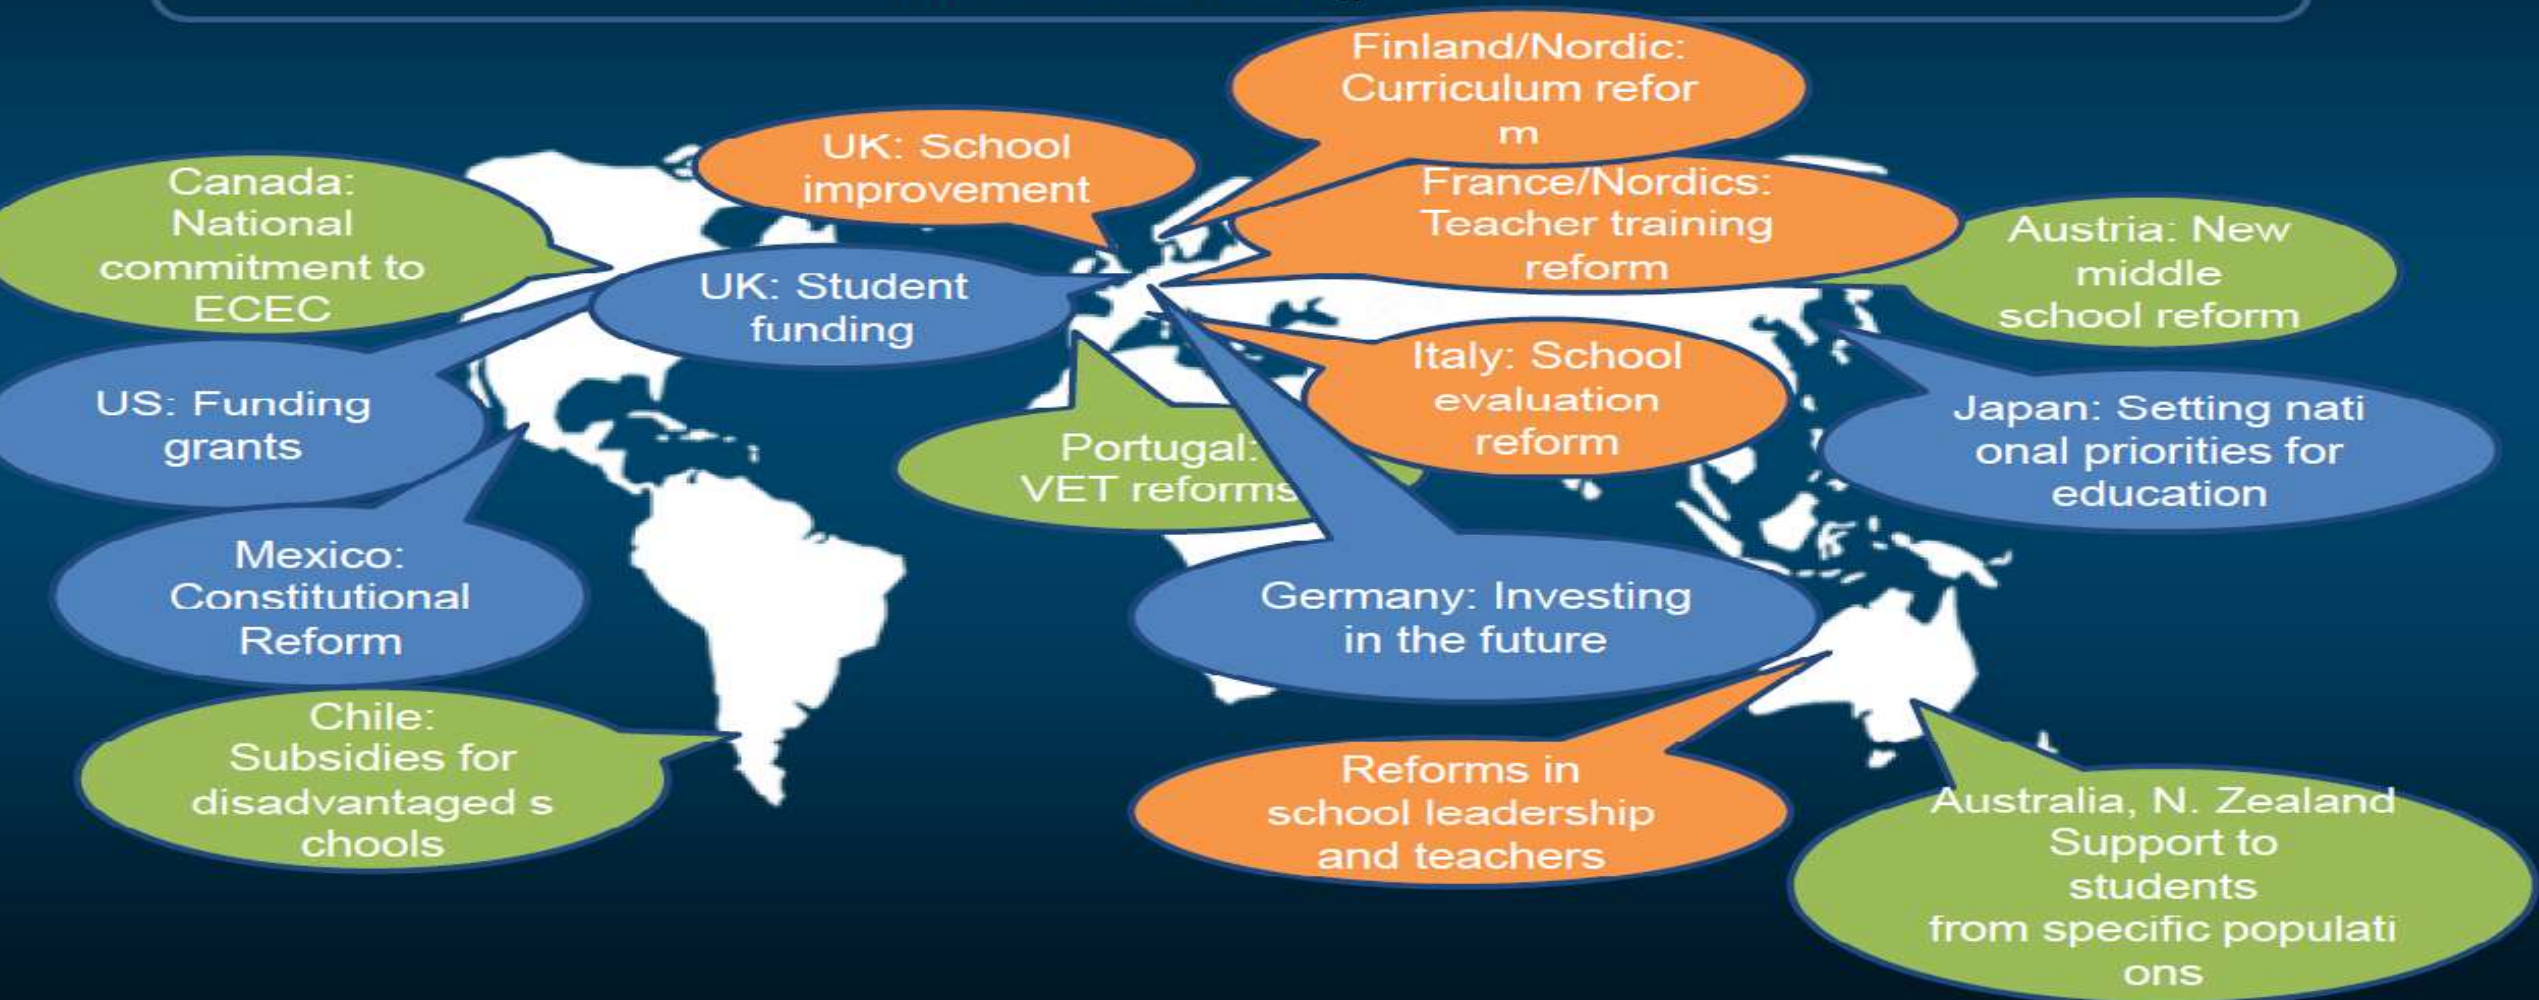 Finland/Nordic:
Curriculum refor
m
UK: School
improvement
Canada:
National
commitment to
ECEC
France/Nordics:
Teacher training
reform
Austria: New
middle
school reform
UK: Student
funding
US: Funding
grants
Italy: School
evaluation
reform
Portugal:
VET reforms
Japan: Setting nati
onal priorities for
education
Mexico:
Constitutional
Reform
Germany: Investing
in the future
Chile:
Subsidies for
disadvantaged s
chools
Reforms in
school leadership
and teachers
Australia, N. Zealand
Support to
students
from specific populati
ons